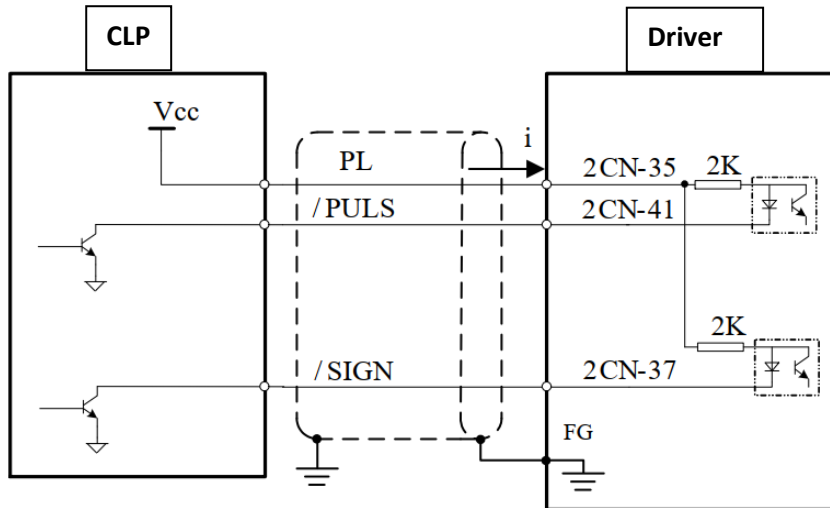 CLP
Driver
Vcc
i
PL
2CN-35
2K
/PULS
2CN-41
2K
/SIGN
2CN-37
FG